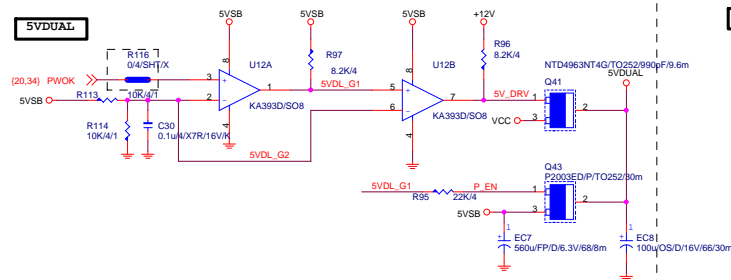 5VDUAL
5VSB
5VSB
+12V
R116
0/4/SHT/X
U12A
R97
8.2K/4
U12B
R96
8.2K/4
NTD4963NT4G/TO252/990pF/9.6m
5VDUAL
{20,34} PWOK
8
3
+
1
5VDL_G1
8
5
+
7
5V_DRV
Q41
1
2
5VSB
R113
10K/4/1
2
-
KA393D/SO8
6
-
KA393D/SO8
VCC
3
4
4
R114
10K/4/1
C30
0.1u/4/X7R/16V/K
5VDL_G2
Q43
P2003ED/P/TO252/30m
5VDL_G1
R95
22K/4
P_EN
1
2
5VSB
3
1
+
EC7
560u/FP/D/6.3V/68/8m
1
+
EC8
100u/OS/D/16V/66/30m